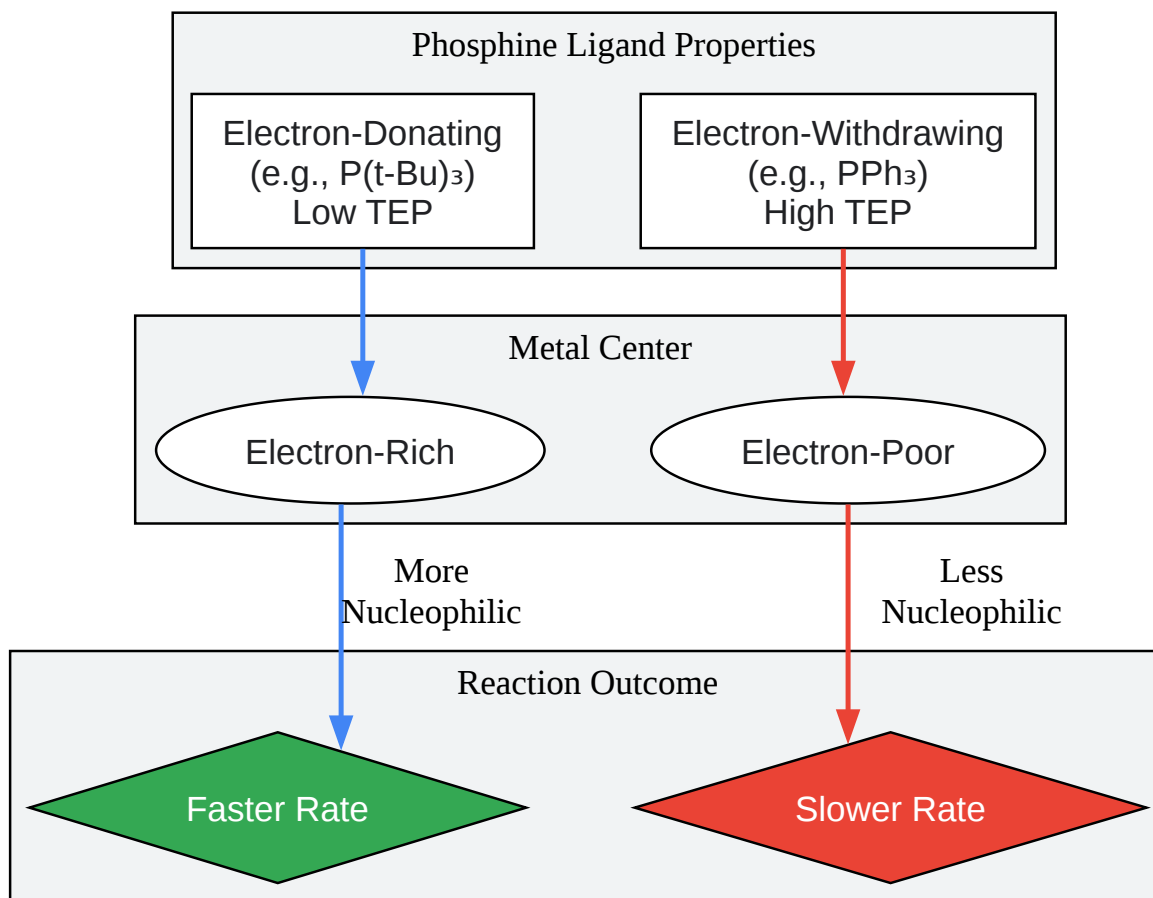 Phosphine Ligand Properties
Electron-Donating
(e.g., P(t-Bu)₃)
Low TEP
Electron-Withdrawing
(e.g., PPh₃)
High TEP
Metal Center
Electron-Rich
Electron-Poor
More
Nucleophilic
Less
Nucleophilic
Reaction Outcome
Faster Rate
Slower Rate